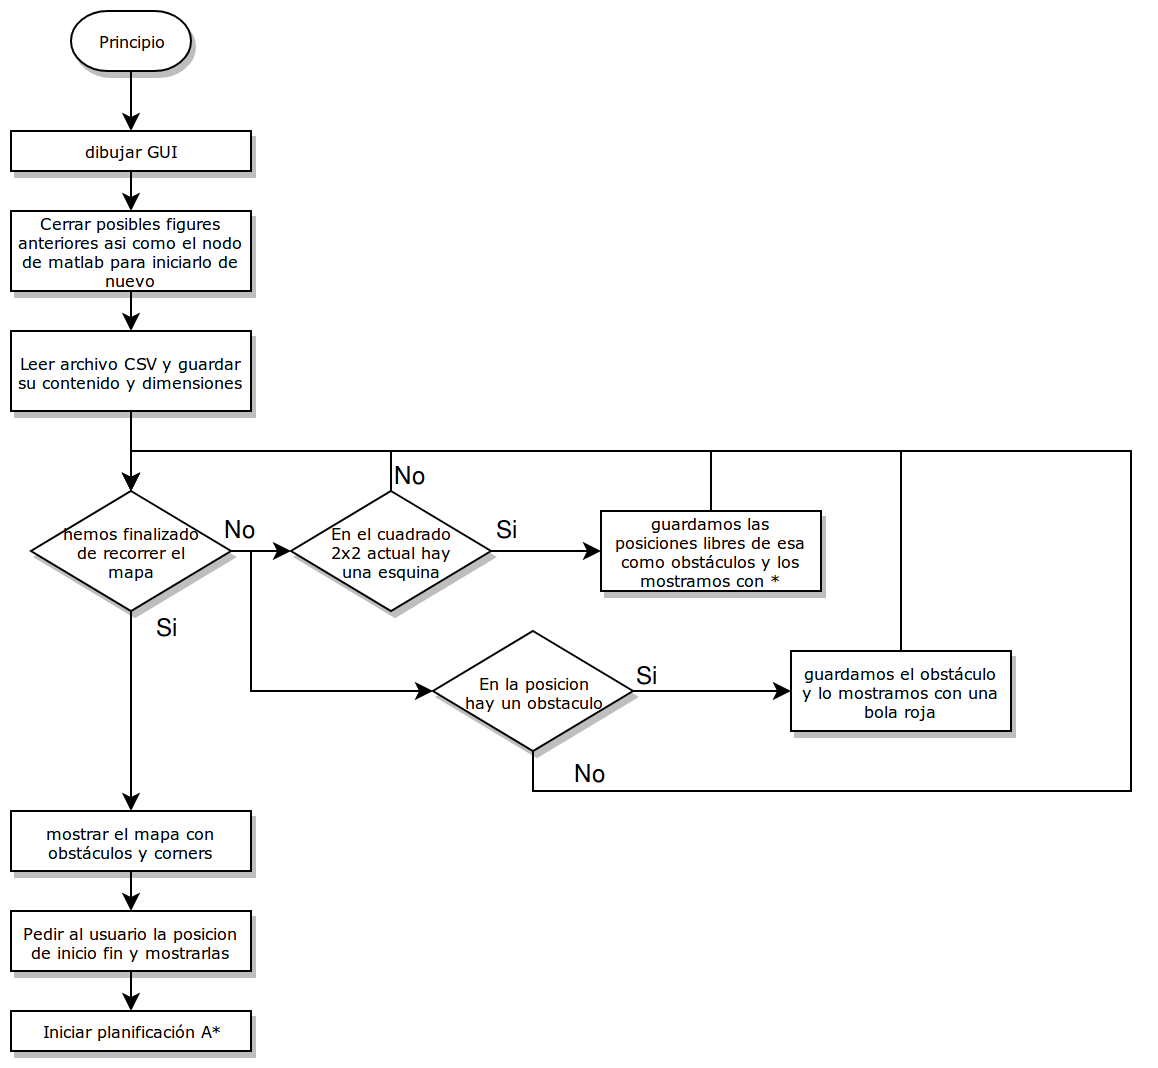 Principio
dibujar GUI
Cerrar posibles figures
anteriores asi como el nodo
de matlab para iniciarlo de
nuevo
Leer archivo CSV y guardar
su contenido y dimensiones
hemos finalizado
de recorrer el
mapa
No
Si
En el cuadrado
2x2 actual hay
una esquina
No
Si
guardamos las
posiciones libres de esa
como obstáculos y los
mostramos con *
En la posicion
hay un obstaculo
Si
No
guardamos el obstáculo
y lo mostramos con una
bola roja
mostrar el mapa con
obstáculos y corners
Pedir al usuario la posicion
de inicio fin y mostrarlas
Iniciar planificación A*